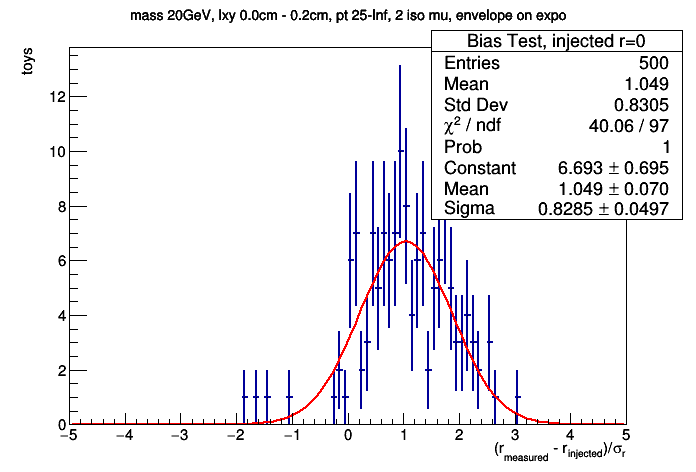 mass 20GeV, lxy 0.0cm - 0.2cm, pt 25-Inf, 2 iso mu, envelope on expo
Bias Test, injected r=0
Entries 500
Mean 1.049
Std Dev 0.8305
χ² / ndf 40.06 / 97
Prob 1
Constant 6.693 ± 0.695
Mean 1.049 ± 0.070
Sigma 0.8285 ± 0.0497
toys
12
10
8
6
4
2
0
−5 −4 −3 −2 −1 0 1 2 3 4 5
(r_measured - r_injected)/σ_r